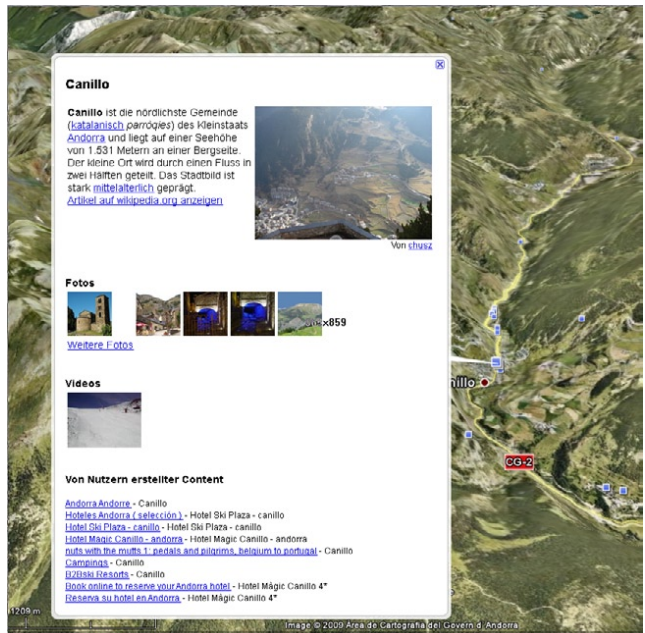 Canillo
Canillo ist die nördlichste Gemeinde
(katalanisch parròqies) des Kleinstaats
Andorra und liegt auf einer Seehöhe
von 1.531 Metern an einer Bergseite.
Der kleine Ort wird durch einen Fluss in
zwei Hälften geteilt. Das Stadtbild ist
stark mittelalterlich geprägt.
Artikel auf wikipedia.org anzeigen
Von chusz
Fotos
x859
Weitere Fotos
Videos
Von Nutzern erstellter Content
Andorra Andorre - Canillo
Hoteles Andorra ( selección ) - Hotel Ski Plaza - canillo
Hotel Ski Plaza - canillo - Hotel Ski Plaza - canillo
Hotel Magic Canillo - andorra - Hotel Magic Canillo - andorra
nuts with the mutts 1: pedals and pilgrims, belgium to portugal - Canillo
Campings - Canillo
B2Bski Resorts - Canillo
Book online to reserve your Andorra hotel - Hotel Màgic Canillo 4*
Reserva su hotel en Andorra - Hotel Màgic Canillo 4*
nillo
CG-2
1209 m
Image © 2009 Àrea de Cartografia del Govern d'Andorra